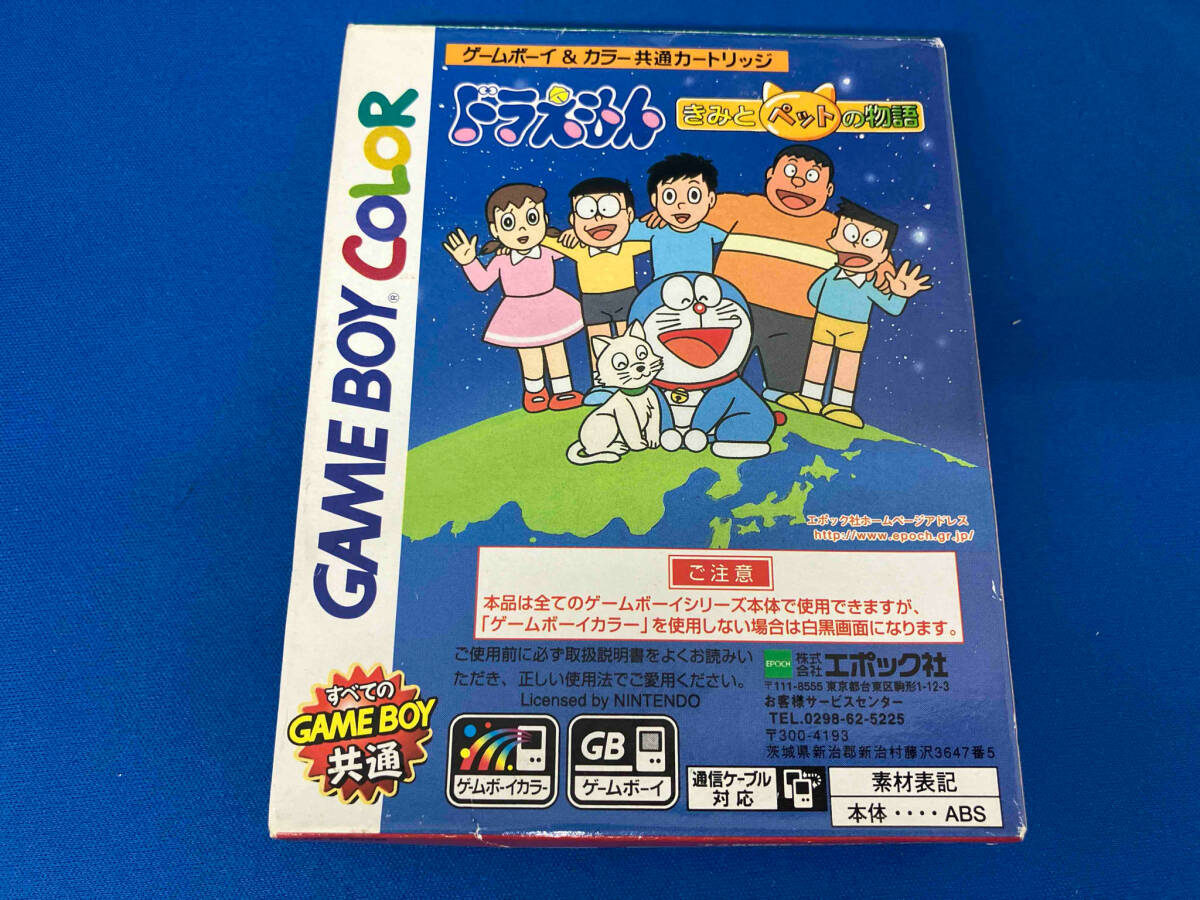 ゲームボーイ & カラー共通カートリッジ
ドラえもん
きみとペットの物語
GAME BOY COLOR
®
エポック社ホームページアドレス
http://www.epoch.gr.jp/
ご注意
本品は全てのゲームボーイシリーズ本体で使用できますが、
「ゲームボーイカラー」を使用しない場合は白黒画面になります。
ご使用前に必ず取扱説明書をよくお読みい
ただき、正しい使用法でご愛用ください。
Licensed by NINTENDO
EPOCH
株式会社
エポック社
〒111-8555 東京都台東区駒形1-12-3
お客様サービスセンター
TEL.0298-62-5225
〒300-4193
茨城県新治郡新治村藤沢3647番5
すべての
GAME BOY
共通
ゲームボーイカラー
GB
ゲームボーイ
通信ケーブル
対応
素材表記
本体････ABS